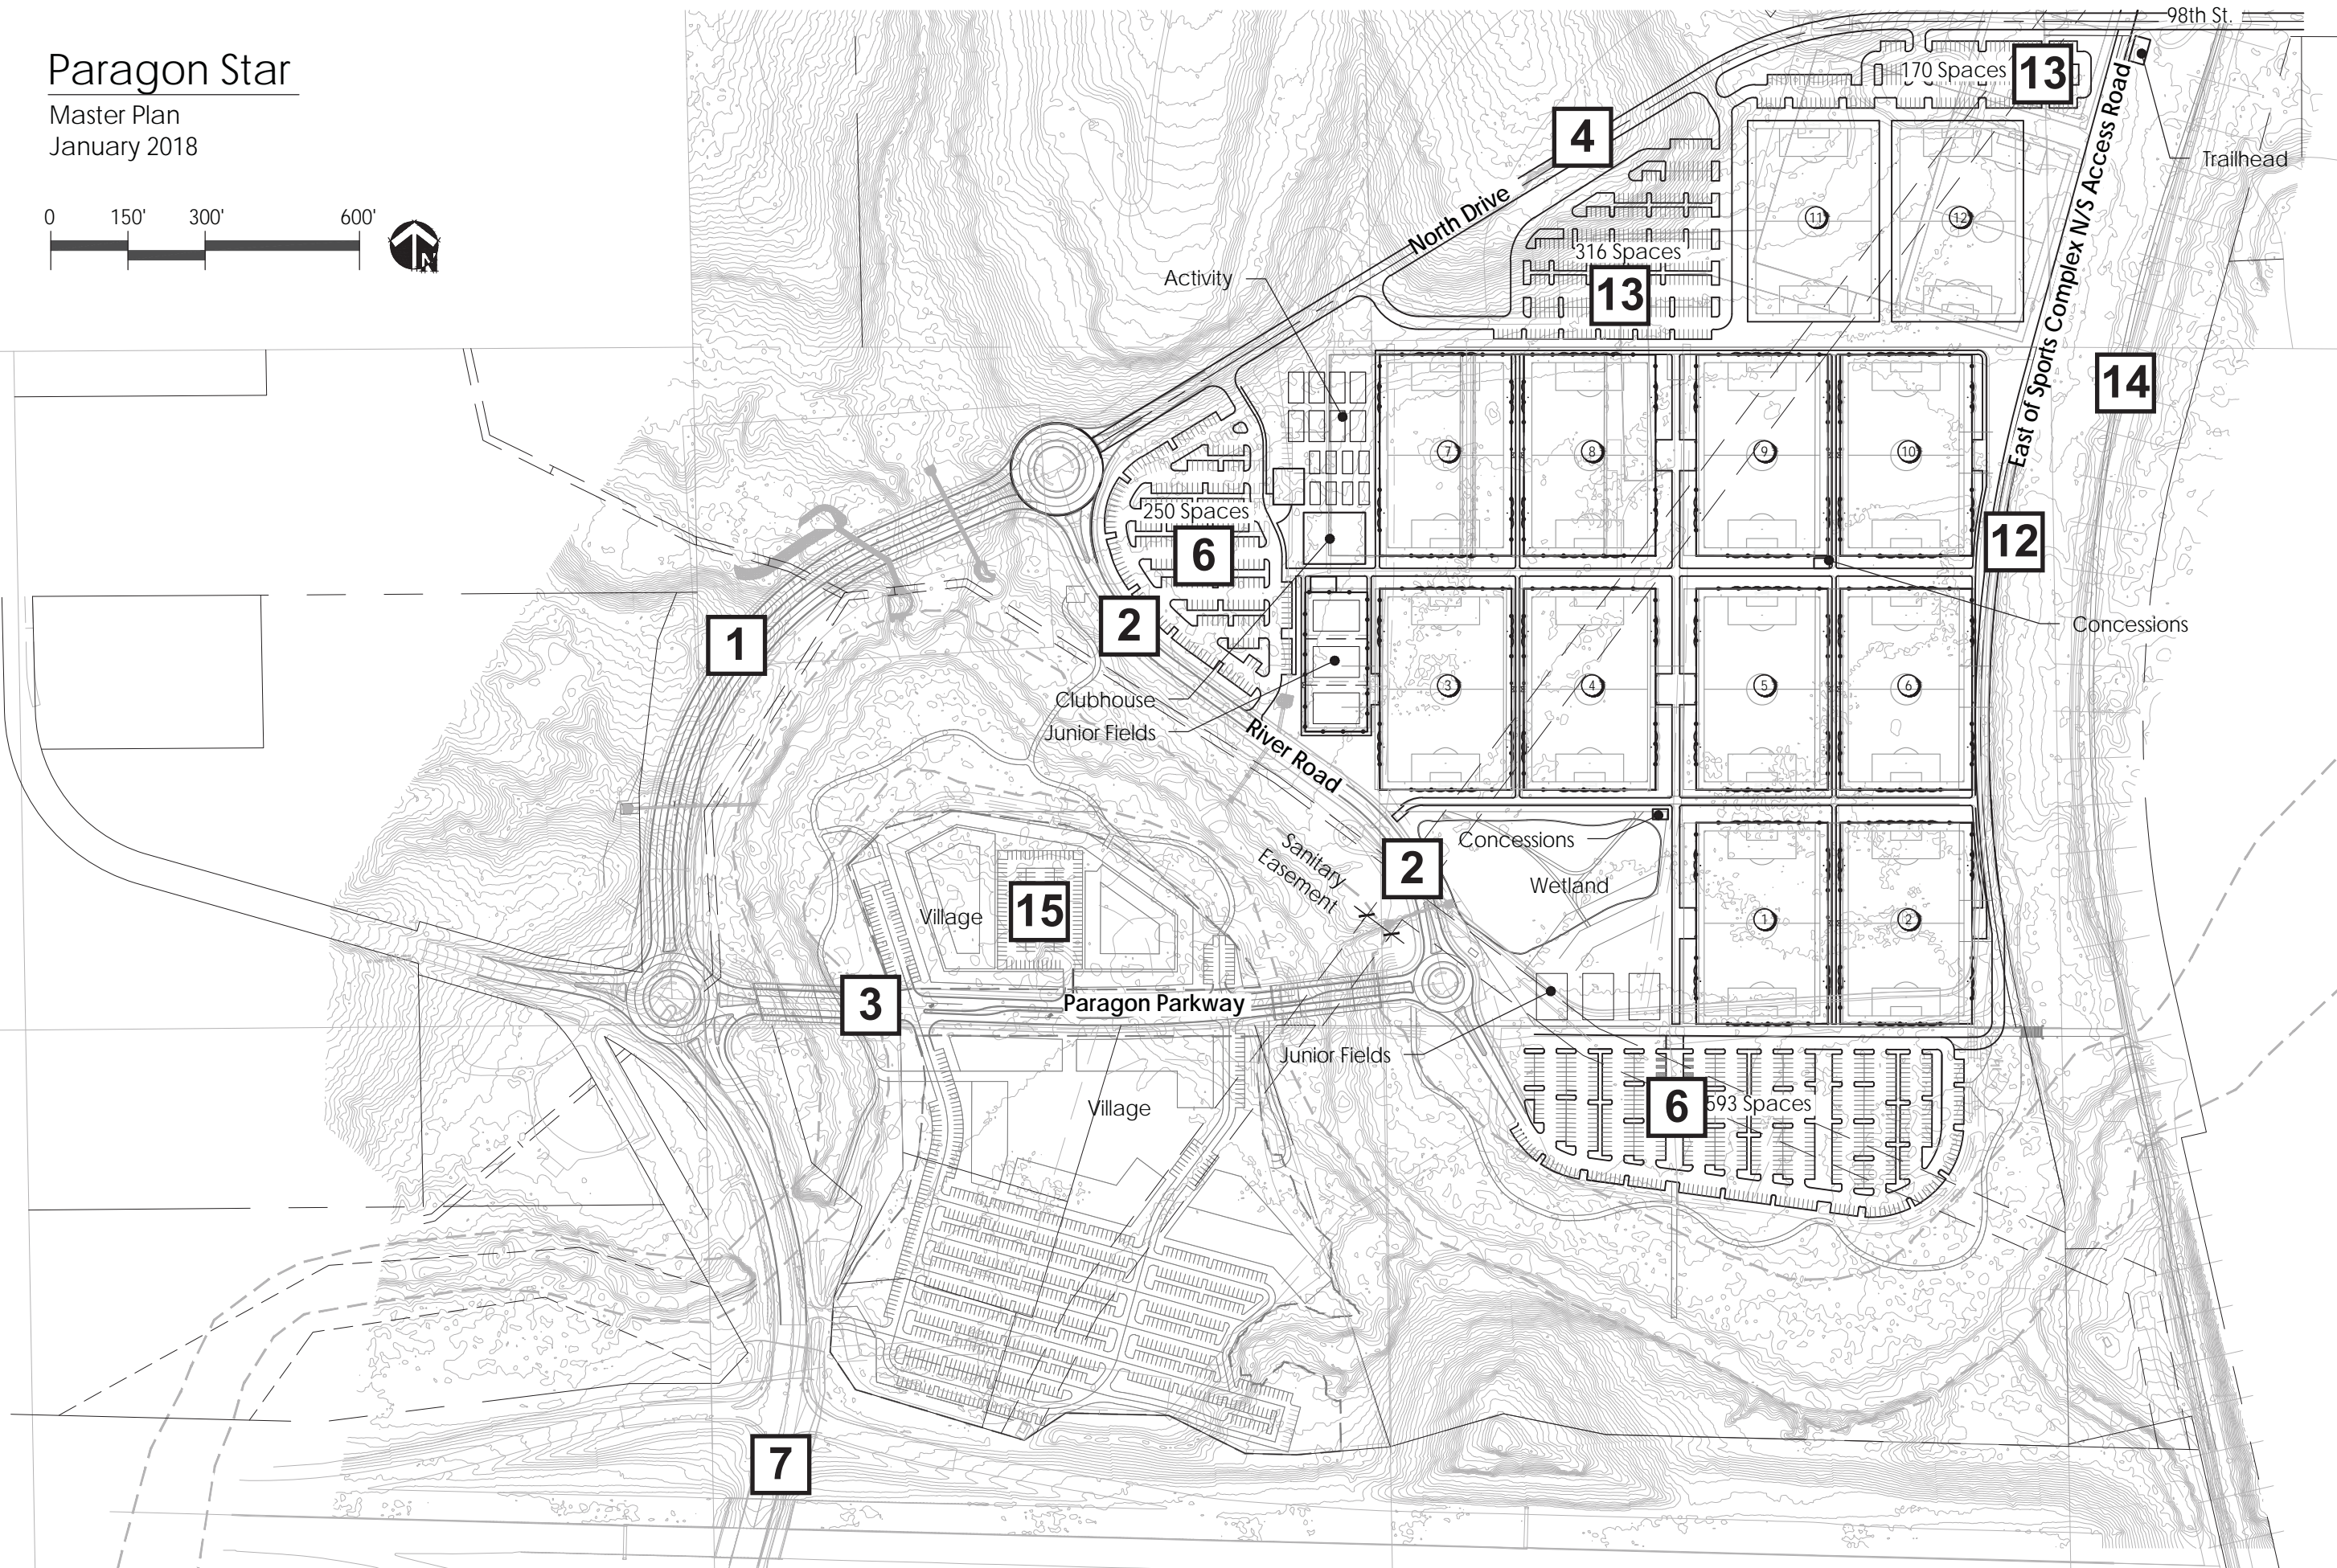 Paragon Star
Master Plan
January 2018
0 150' 300' 600'
N
98th St.
170 Spaces
13
Trailhead
4
North Drive
East of Sports Complex N/S Access Road
11
12
316 Spaces
13
Activity
14
7
8
9
10
250 Spaces
6
12
1
2
Concessions
Clubhouse
Junior Fields
3
4
5
6
River Road
Sanitary
Easement
2
Concessions
Wetland
Village
15
1
2
3
Paragon Parkway
Junior Fields
Village
6
593 Spaces
7